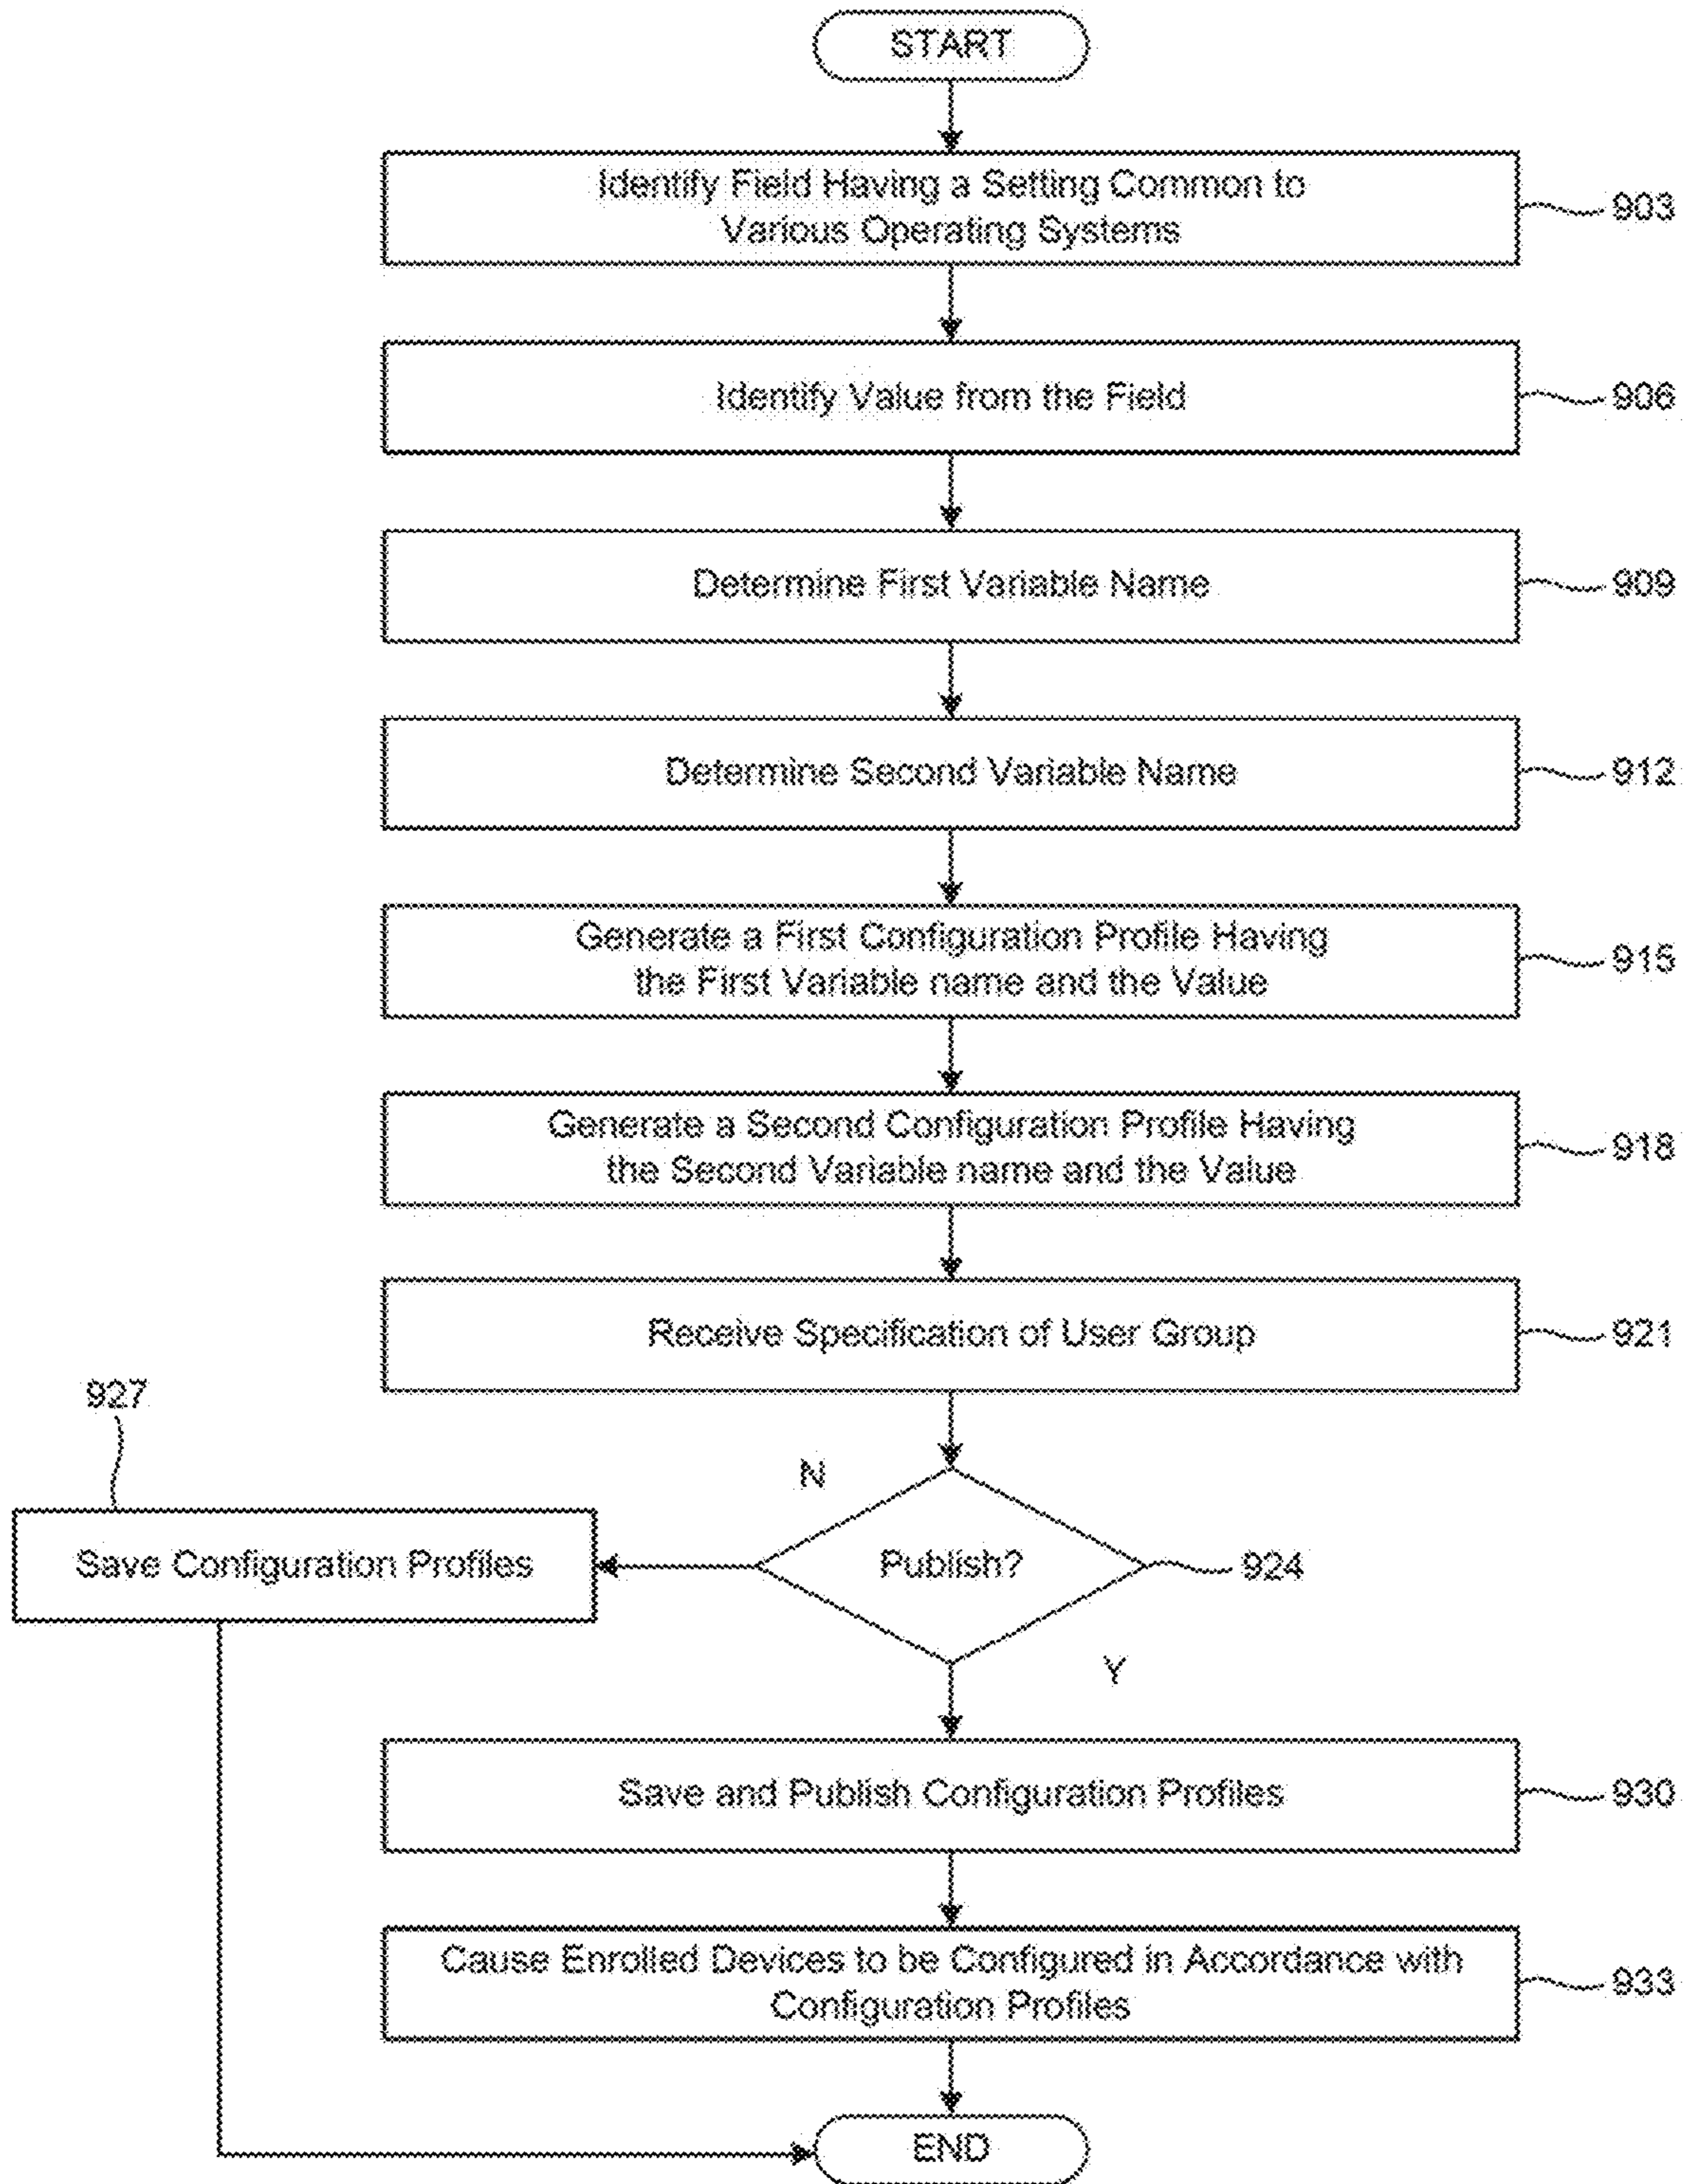 START
Identify Field Having a Setting Common to
Various Operating Systems
903
Identify Value from the Field
906
Determine First Variable Name
909
Determine Second Variable Name
912
Generate a First Configuration Profile Having
the First Variable name and the Value
915
Generate a Second Configuration Profile Having
the Second Variable name and the Value
918
Receive Specification of User Group
921
927
N
Save Configuration Profiles
Publish?
924
Y
Save and Publish Configuration Profiles
930
Cause Enrolled Devices to be Configured in Accordance with
Configuration Profiles
933
END